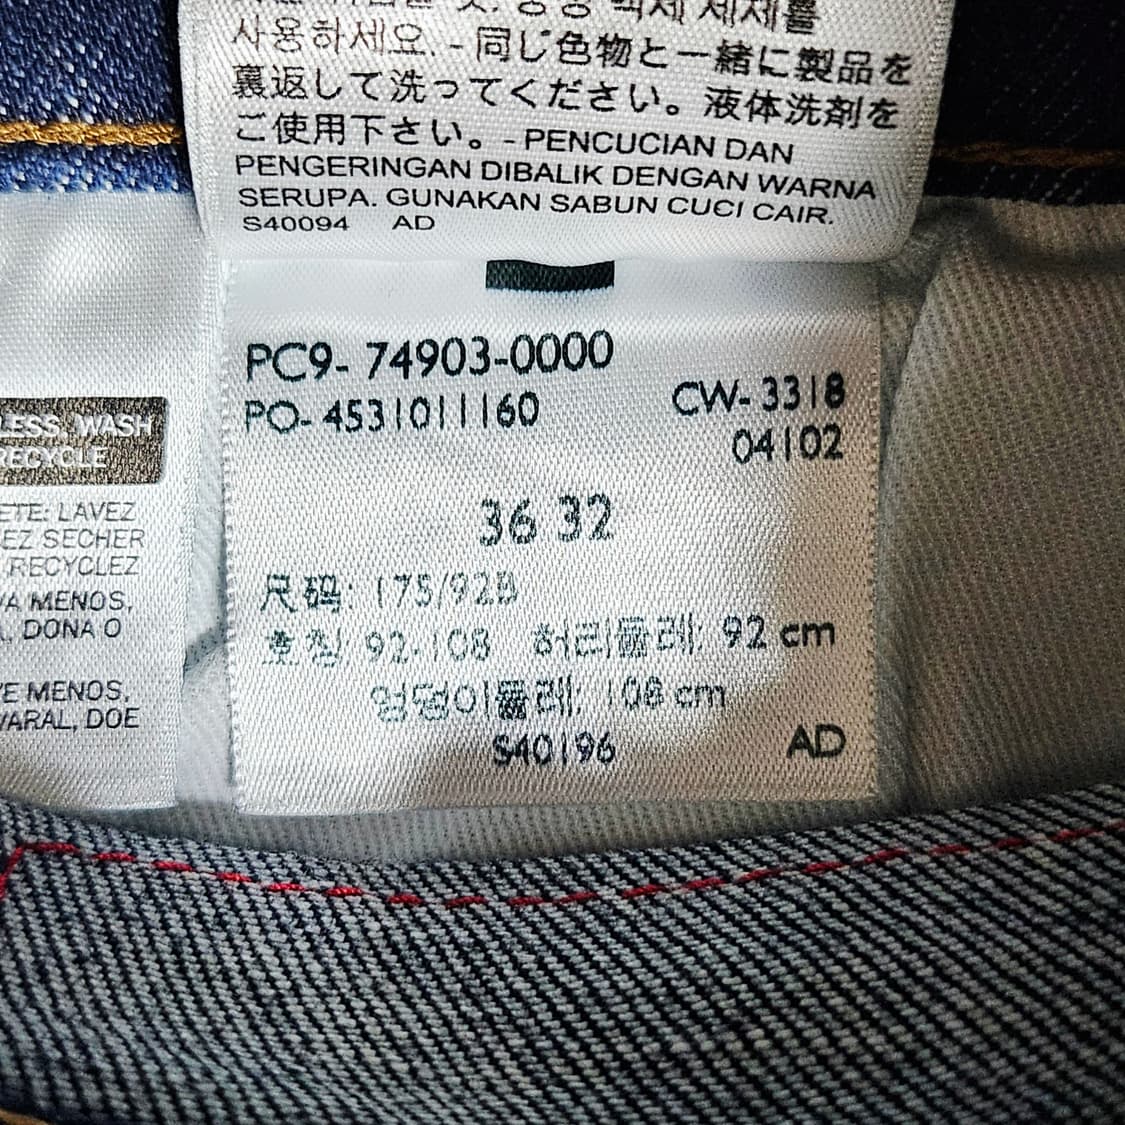 세제를
사용하세요. - 同じ色物と一緒に製品を
裏返して洗ってください。液体洗剤を
ご使用下さい。- PENCUCIAN DAN
PENGERINGAN DIBALIK DENGAN WARNA
SERUPA. GUNAKAN SABUN CUCI CAIR.
S40094 AD
LESS, WASH
RECYCLE
ETE: LAVEZ
EZ SECHER
RECYCLEZ
A MENOS,
DONA O
E MENOS,
VARAL, DOE
PC9- 74903-0000
PO- 4531011160
CW- 3318
04102
36 32
尺码: 175/92B
호칭 92-108 허리둘레: 92 cm
엉덩이둘레: 108 cm
S40196 AD